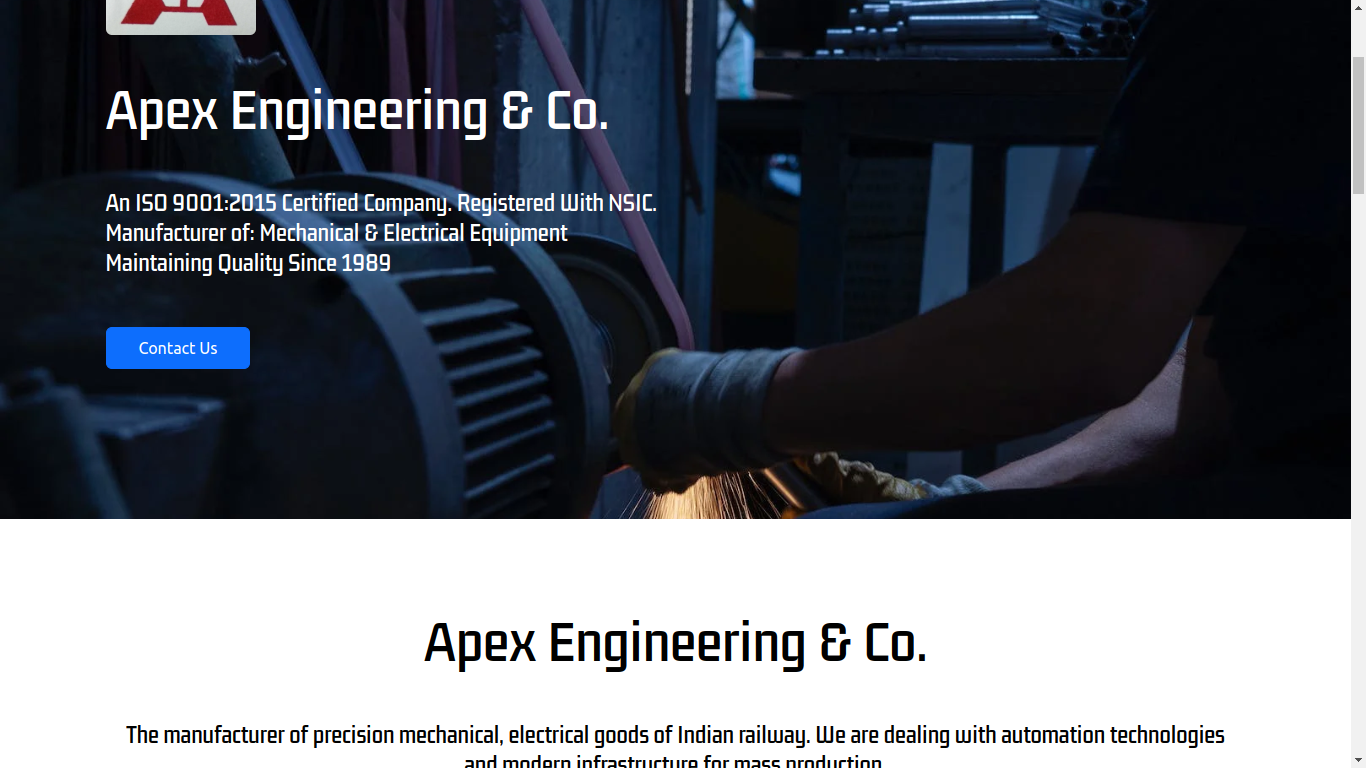 Apex Engineering & Co.
An ISO 9001:2015 Certified Company. Registered With NSIC.
Manufacturer of: Mechanical & Electrical Equipment
Maintaining Quality Since 1989
Contact Us
Apex Engineering & Co.
The manufacturer of precision mechanical, electrical goods of Indian railway. We are dealing with automation technologies
and modern infrastructure for mass production